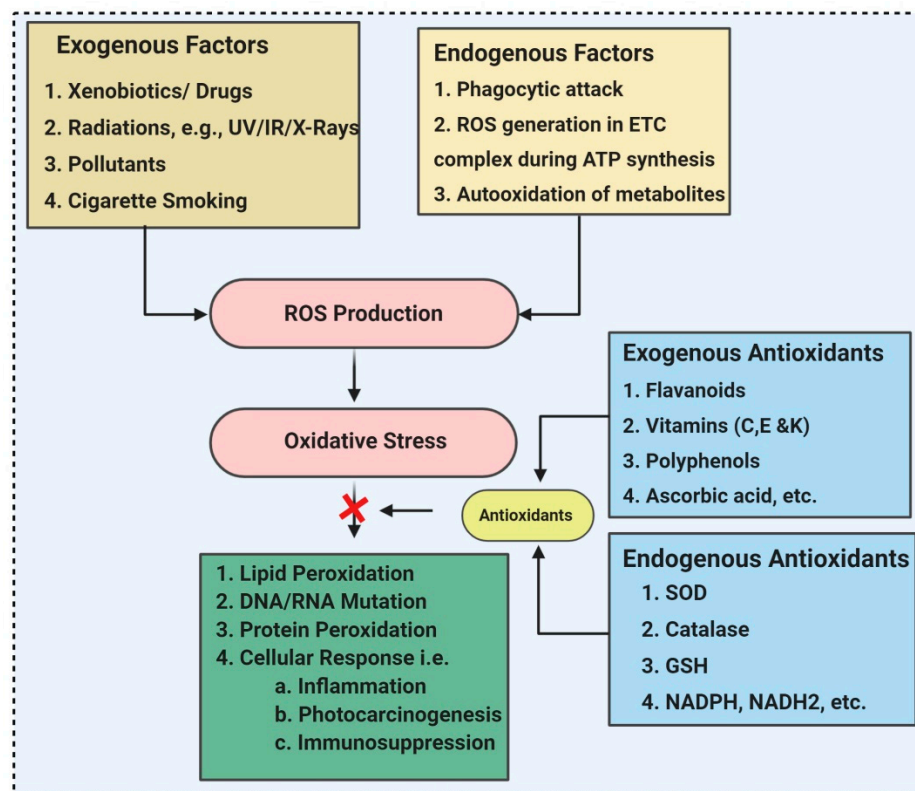 Exogenous Factors
1. Xenobiotics/ Drugs
2. Radiations, e.g., UV/IR/X-Rays
3. Pollutants
4. Cigarette Smoking
Endogenous Factors
1. Phagocytic attack
2. ROS generation in ETC
complex during ATP synthesis
3. Autooxidation of metabolites
ROS Production
Oxidative Stress
Exogenous Antioxidants
1. Flavanoids
2. Vitamins (C,E &K)
3. Polyphenols
4. Ascorbic acid, etc.
Antioxidants
Endogenous Antioxidants
1. SOD
2. Catalase
3. GSH
4. NADPH, NADH2, etc.
1. Lipid Peroxidation
2. DNA/RNA Mutation
3. Protein Peroxidation
4. Cellular Response i.e.
a. Inflammation
b. Photocarcinogenesis
c. Immunosuppression